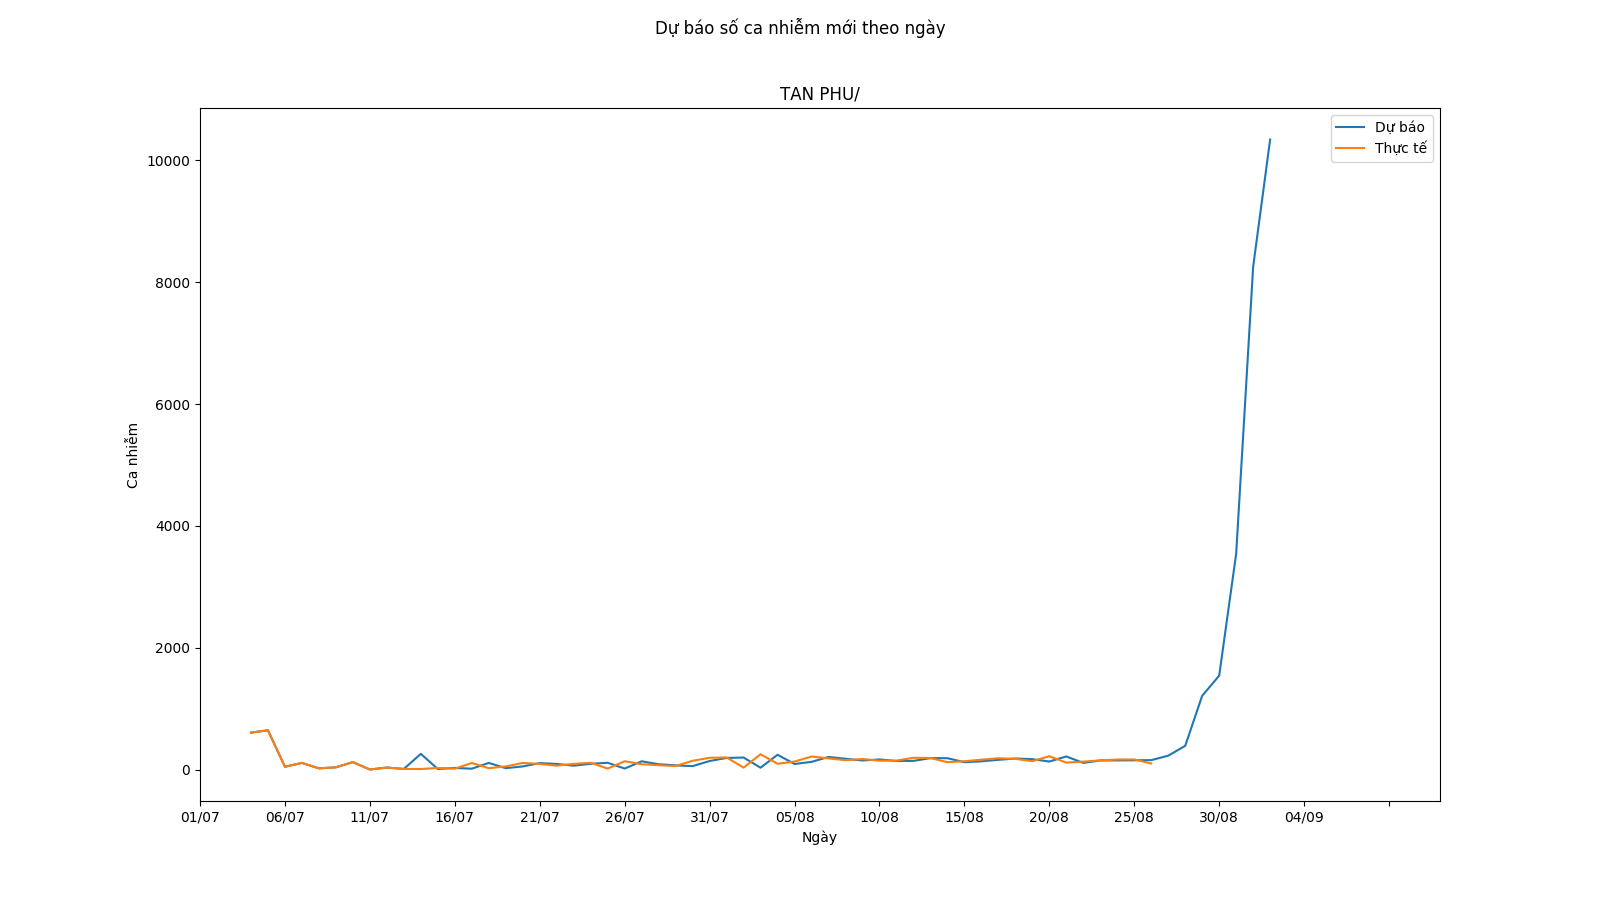 Dự báo số ca nhiễm mới theo ngày
TAN PHU/
Dự báo
Thực tế
10000
8000
6000
4000
2000
0
Ca nhiễm
01/07 06/07 11/07 16/07 21/07 26/07 31/07 05/08 10/08 15/08 20/08 25/08 30/08 04/09
Ngày